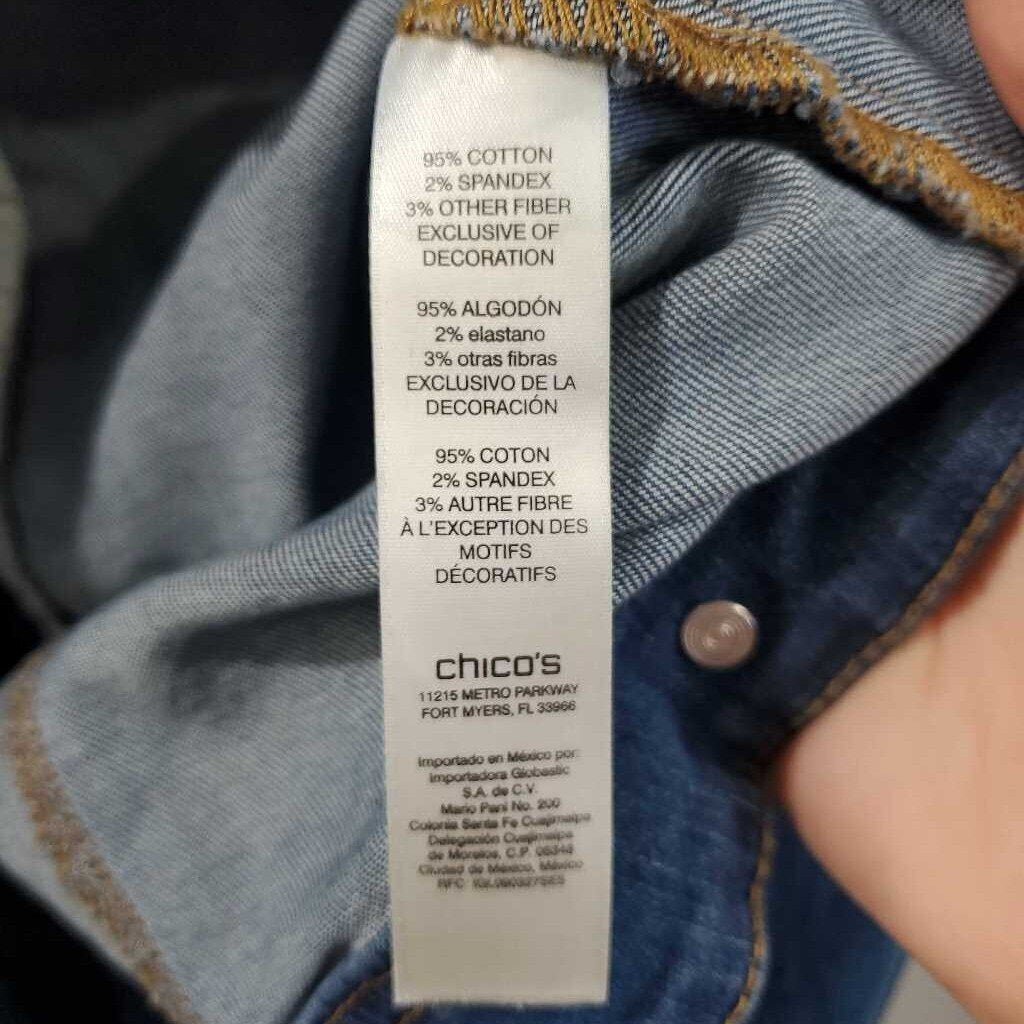 95% COTTON
2% SPANDEX
3% OTHER FIBER
EXCLUSIVE OF
DECORATION
95% ALGODÓN
2% elastano
3% otras fibras
EXCLUSIVO DE LA
DECORACIÓN
95% COTON
2% SPANDEX
3% AUTRE FIBRE
À L'EXCEPTION DES
MOTIFS
DÉCORATIFS
chico's
11215 METRO PARKWAY
FORT MYERS, FL 33966
Importado en México por:
Importadora Globastic
S.A. de C.V.
Mario Pani No. 200
Colonia Santa Fe Cuajimalpa
Delegación Cuajimalpa
de Morelos, C.P. 05348
Ciudad de México, México
RFC: